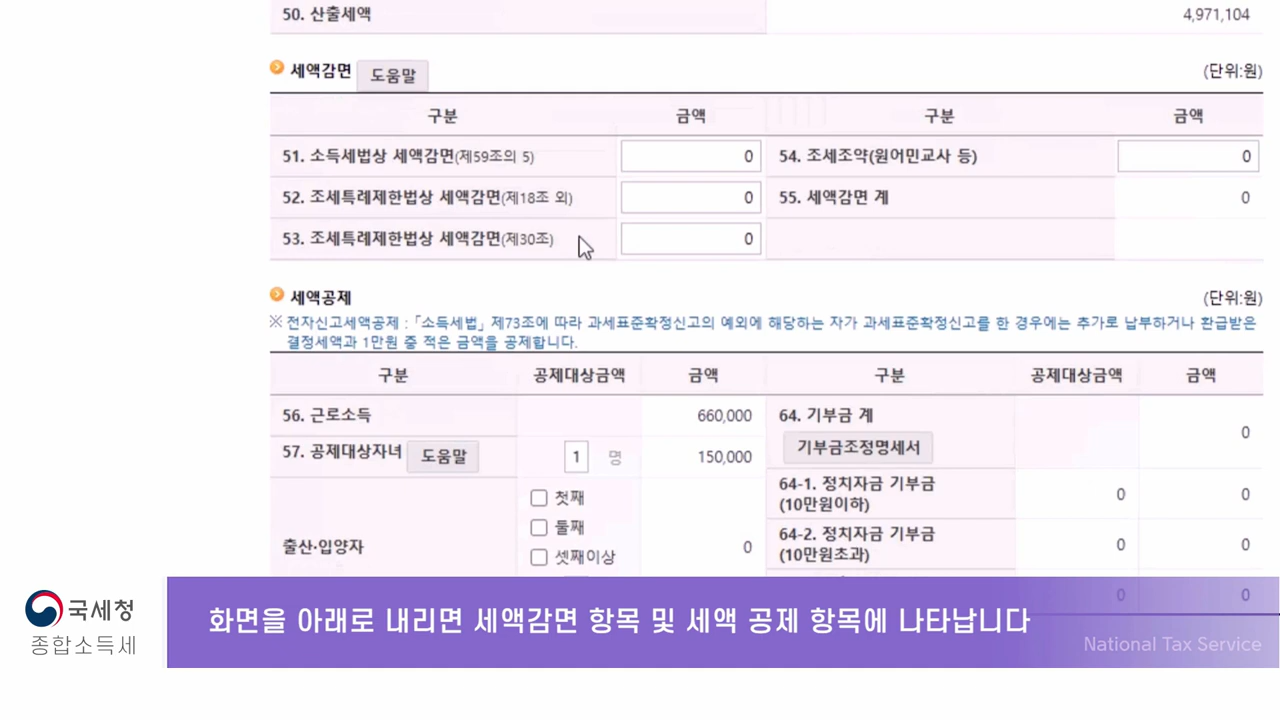 50. 산출세액 4,971,104
세액감면 도움말 (단위:원)
구분 금액 구분 금액
51. 소득세법상 세액감면(제59조의 5) 0 54. 조세조약(원어민교사 등) 0
52. 조세특례제한법상 세액감면(제18조 외) 0 55. 세액감면 계 0
53. 조세특례제한법상 세액감면(제30조) 0
세액공제 (단위:원)
※ 전자신고세액공제 : 「소득세법」 제73조에 따라 과세표준확정신고의 예외에 해당하는 자가 과세표준확정신고를 한 경우에는 추가로 납부하거나 환급받은
결정세액과 1만원 중 적은 금액을 공제합니다.
구분 공제대상금액 금액 구분 공제대상금액 금액
56. 근로소득 660,000 64. 기부금 계 0
기부금조정명세서
57. 공제대상자녀 도움말 1 명 150,000
64-1. 정치자금 기부금
(10만원이하) 0 0
첫째
둘째
64-2. 정치자금 기부금
(10만원초과) 0 0
출산·입양자 0
셋째이상
0 0
화면을 아래로 내리면 세액감면 항목 및 세액 공제 항목에 나타납니다
국세청
종합소득세
National Tax Service